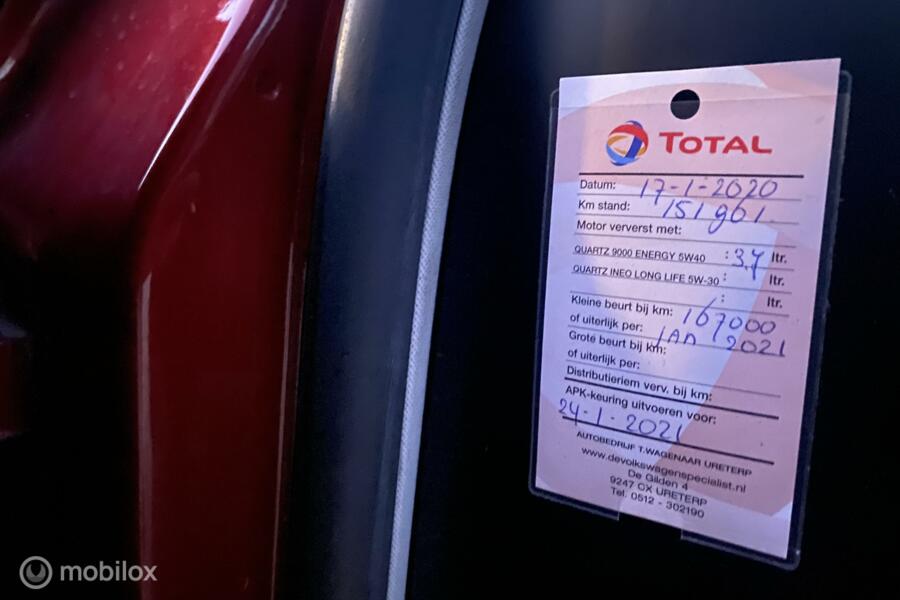 TOTAL
Datum: 17-1-2020
Km stand: 151961
Motor ververst met:
QUARTZ 9000 ENERGY 5W40 : 3,7 ltr.
QUARTZ INEO LONG LIFE 5W-30 : ltr.
: ltr.
Kleine beurt bij km: 167000
of uiterlijk per: JAN 2021
Grote beurt bij km:
of uiterlijk per:
Distributieriem verv. bij km:
APK-keuring uitvoeren voor:
24-1-2021
AUTOBEDRIJF T.WAGENAAR URETERP
www.devolkswagenspecialist.nl
De Gilden 4
9247 CX URETERP
Tel. 0512 - 302190
mobilox